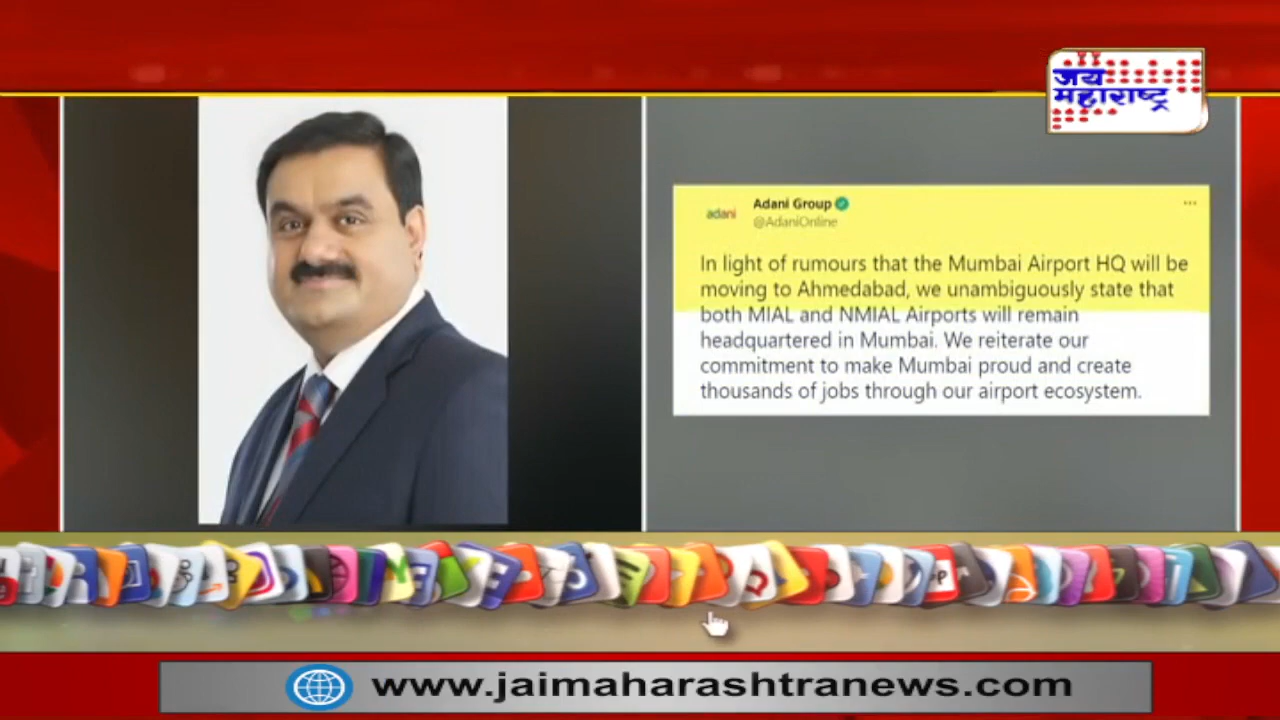 जय
महाराष्ट्र
adani
Adani Group
@AdaniOnline
In light of rumours that the Mumbai Airport HQ will be
moving to Ahmedabad, we unambiguously state that
both MIAL and NMIAL Airports will remain
headquartered in Mumbai. We reiterate our
commitment to make Mumbai proud and create
thousands of jobs through our airport ecosystem.
www.jaimaharashtranews.com